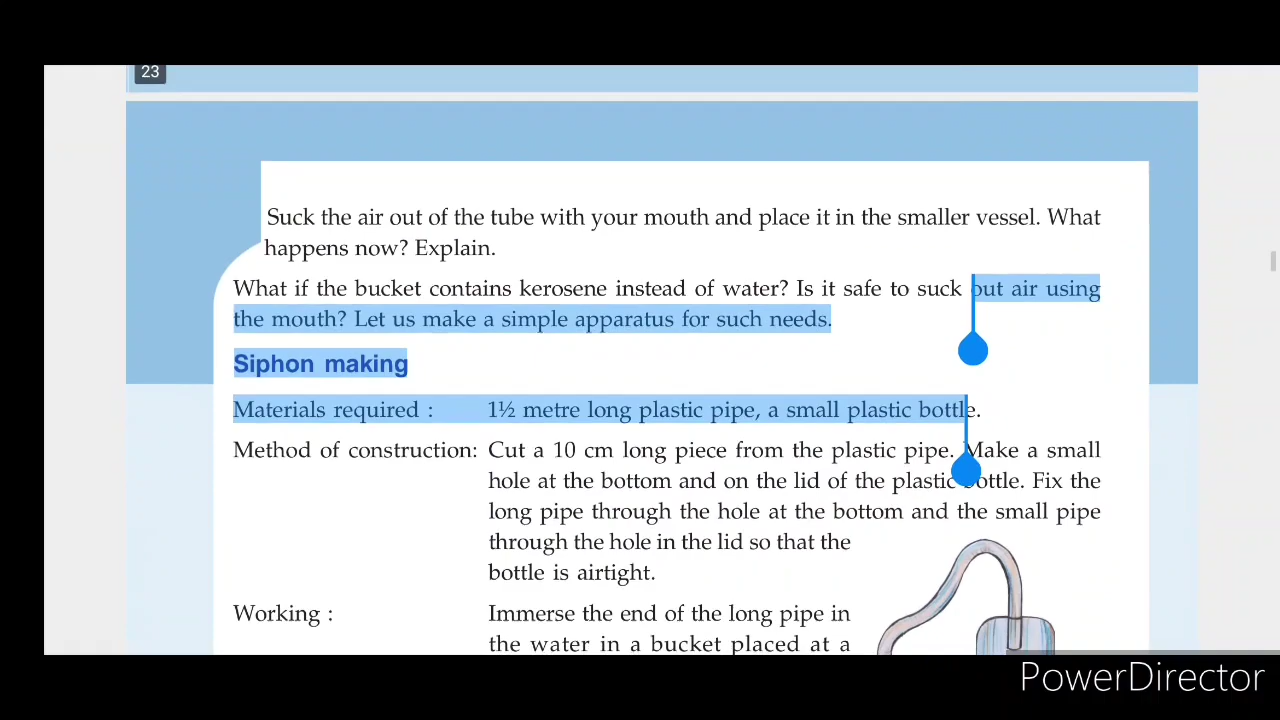 23
Suck the air out of the tube with your mouth and place it in the smaller vessel. What
happens now? Explain.
What if the bucket contains kerosene instead of water? Is it safe to suck out air using
the mouth? Let us make a simple apparatus for such needs.
Siphon making
Materials required : 1½ metre long plastic pipe, a small plastic bottle.
Method of construction: Cut a 10 cm long piece from the plastic pipe. Make a small
hole at the bottom and on the lid of the plastic bottle. Fix the
long pipe through the hole at the bottom and the small pipe
through the hole in the lid so that the
bottle is airtight.
Working : Immerse the end of the long pipe in
the water in a bucket placed at a
PowerDirector